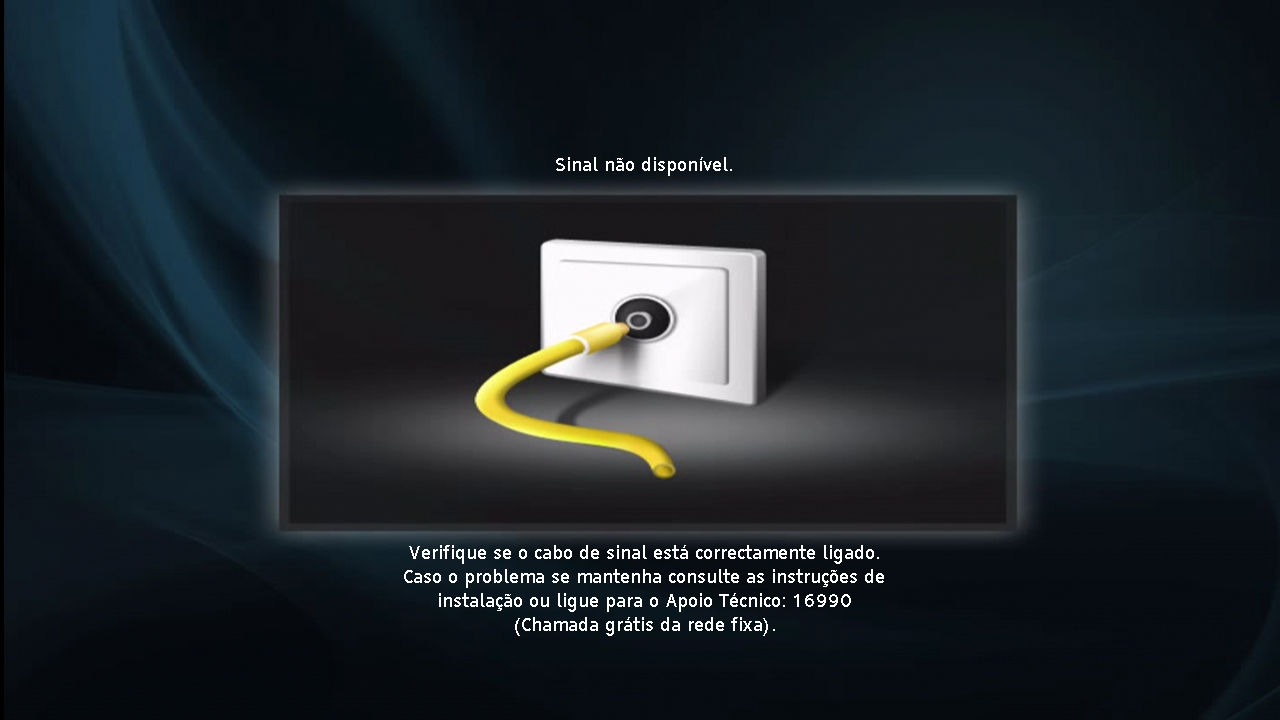 Sinal não disponível.
Verifique se o cabo de sinal está correctamente ligado.
Caso o problema se mantenha consulte as instruções de
instalação ou ligue para o Apoio Técnico: 16990
(Chamada grátis da rede fixa).